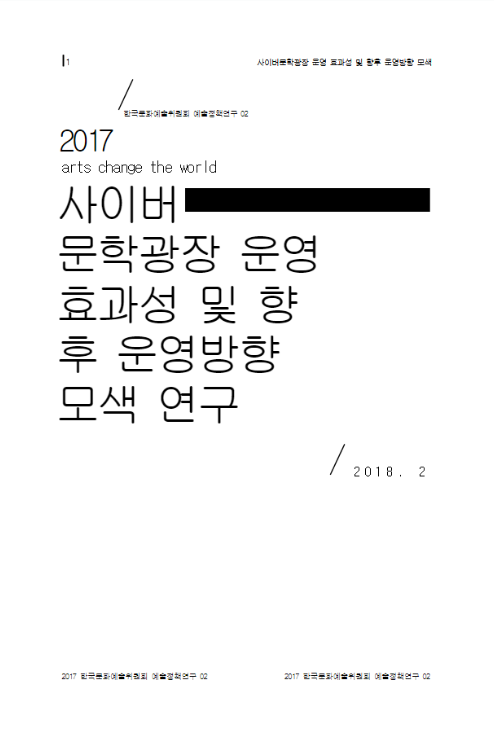 1
사이버문학광장 운영 효과성 및 향후 운영방향 모색
한국문화예술위원회 예술정책연구 02
2017
arts change the world
사이버
문학광장 운영
효과성 및 향
후 운영방향
모색 연구
2018. 2
2017 한국문화예술위원회 예술정책연구 02
2017 한국문화예술위원회 예술정책연구 02